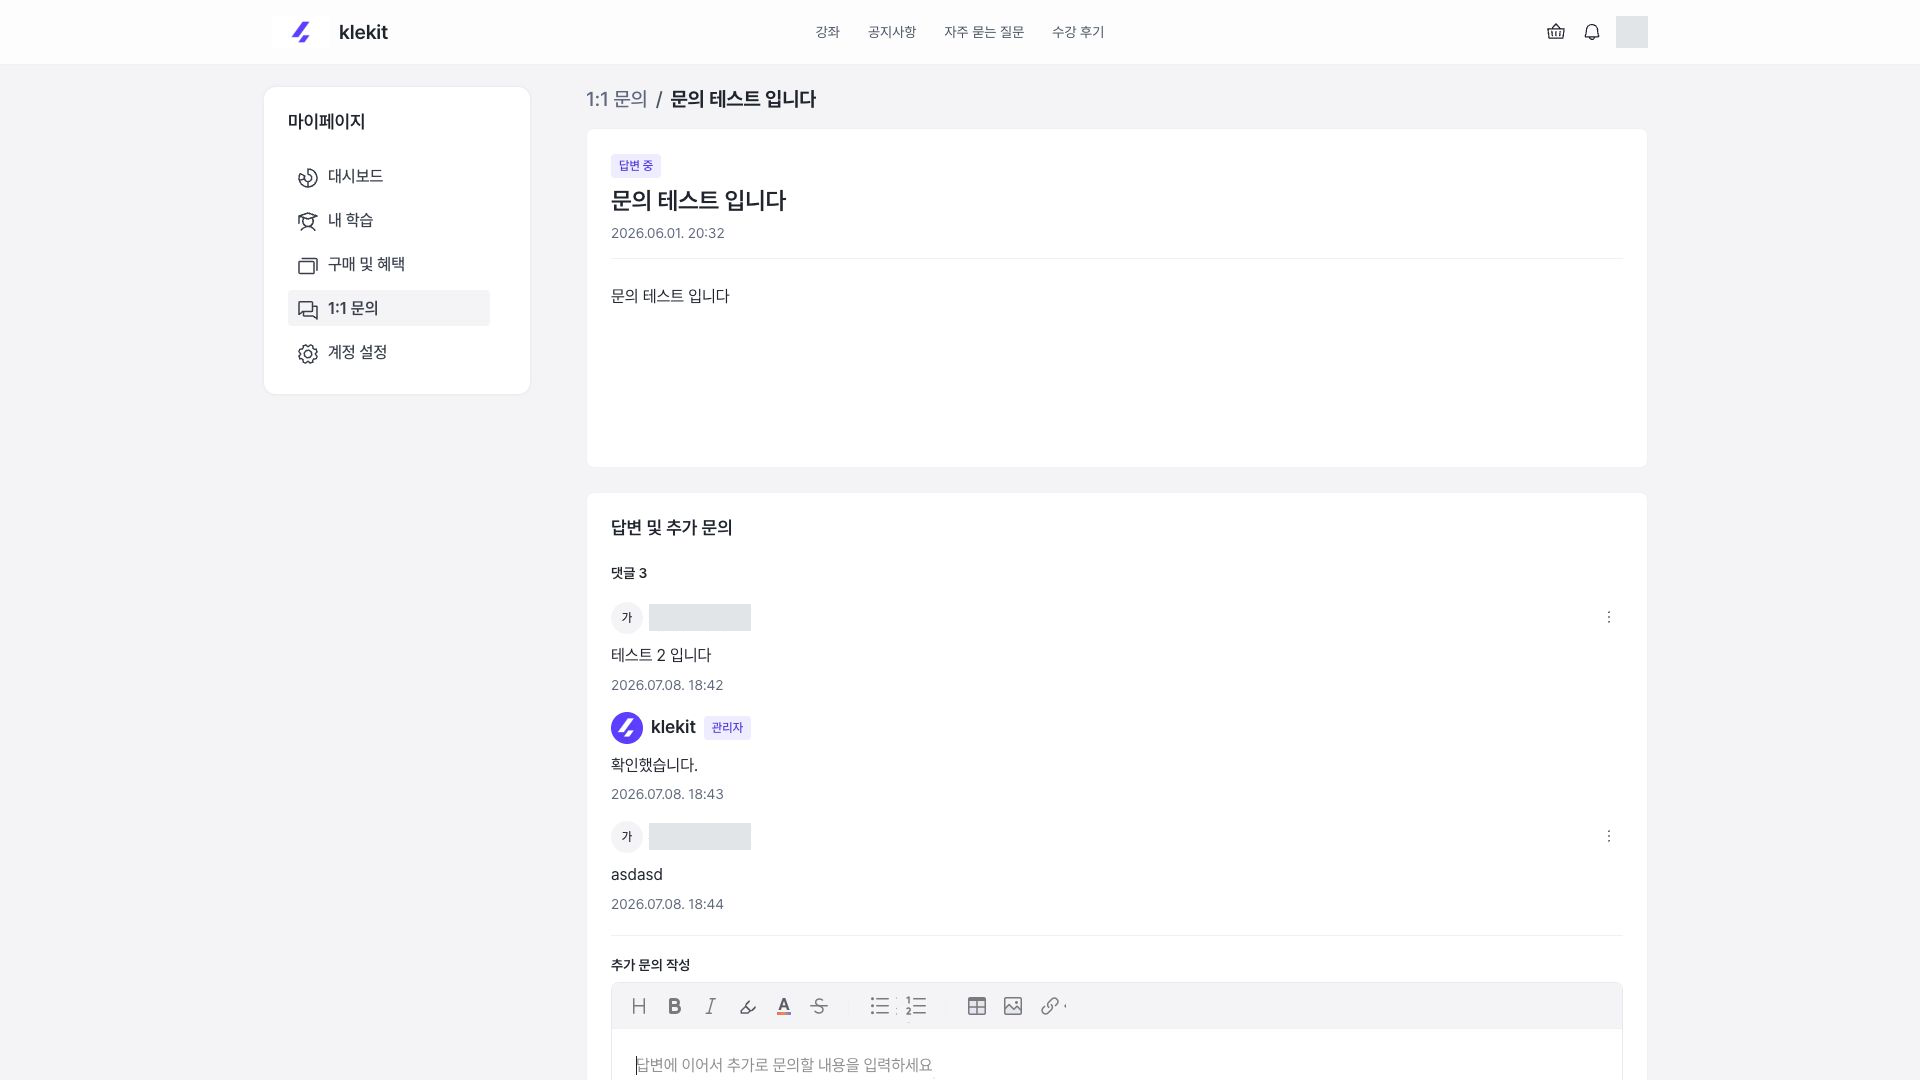 klekit
강좌
공지사항
자주 묻는 질문
수강 후기
마이페이지
대시보드
내 학습
구매 및 혜택
1:1 문의
계정 설정
1:1 문의 / 문의 테스트 입니다
답변 중
문의 테스트 입니다
2026.06.01. 20:32
문의 테스트 입니다
답변 및 추가 문의
댓글 3
가
테스트 2 입니다
2026.07.08. 18:42
klekit 관리자
확인했습니다.
2026.07.08. 18:43
가
asdasd
2026.07.08. 18:44
추가 문의 작성
답변에 이어서 추가로 문의할 내용을 입력하세요